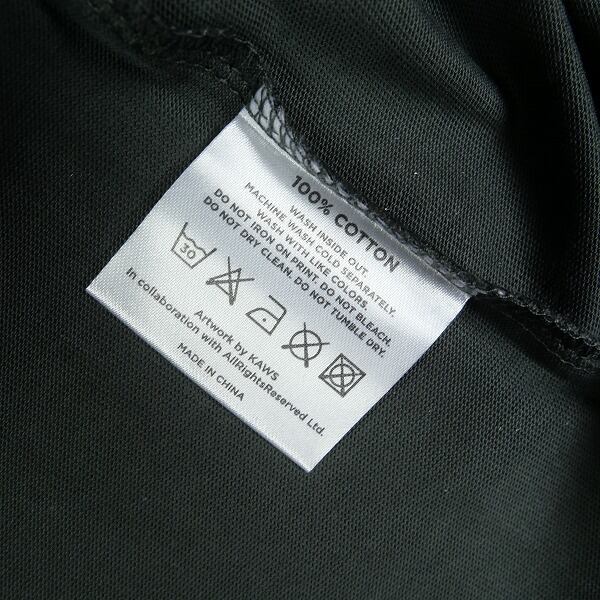 100% COTTON
WASH INSIDE OUT.
MACHINE WASH COLD SEPARATELY.
WASH WITH LIKE COLORS.
DO NOT IRON ON PRINT. DO NOT BLEACH.
DO NOT DRY CLEAN. DO NOT TUMBLE DRY.
30
Artwork by KAWS
In collaboration with AllRightsReserved Ltd.
MADE IN CHINA